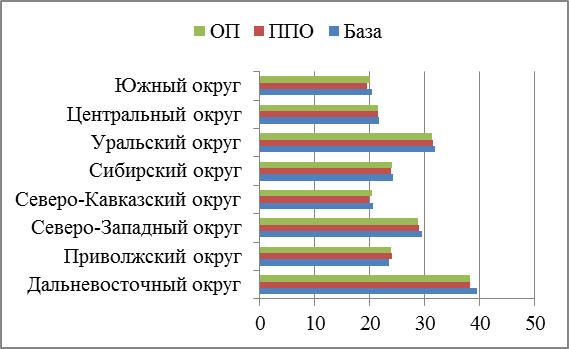 ОП ППО База
Южный округ
Центральный округ
Уральский округ
Сибирский округ
Северо-Кавказский округ
Северо-Западный округ
Приволжский округ
Дальневосточный округ
0 10 20 30 40 50